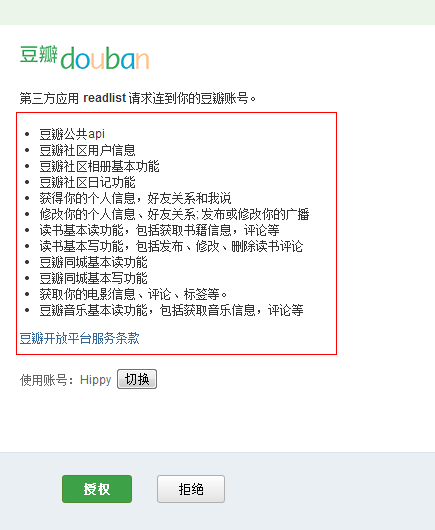 豆瓣douban
第三方应用 readlist 请求连到你的豆瓣账号。
豆瓣公共api
豆瓣社区用户信息
豆瓣社区相册基本功能
豆瓣社区日记功能
获得你的个人信息，好友关系和我说
修改你的个人信息、好友关系; 发布或修改你的广播
读书基本读功能，包括获取书籍信息，评论等
读书基本写功能，包括发布、修改、删除读书评论
豆瓣同城基本读功能
豆瓣同城基本写功能
获取你的电影信息、评论、标签等。
豆瓣音乐基本读功能，包括获取音乐信息，评论等
豆瓣开放平台服务条款
使用账号：Hippy 切换
授权 拒绝